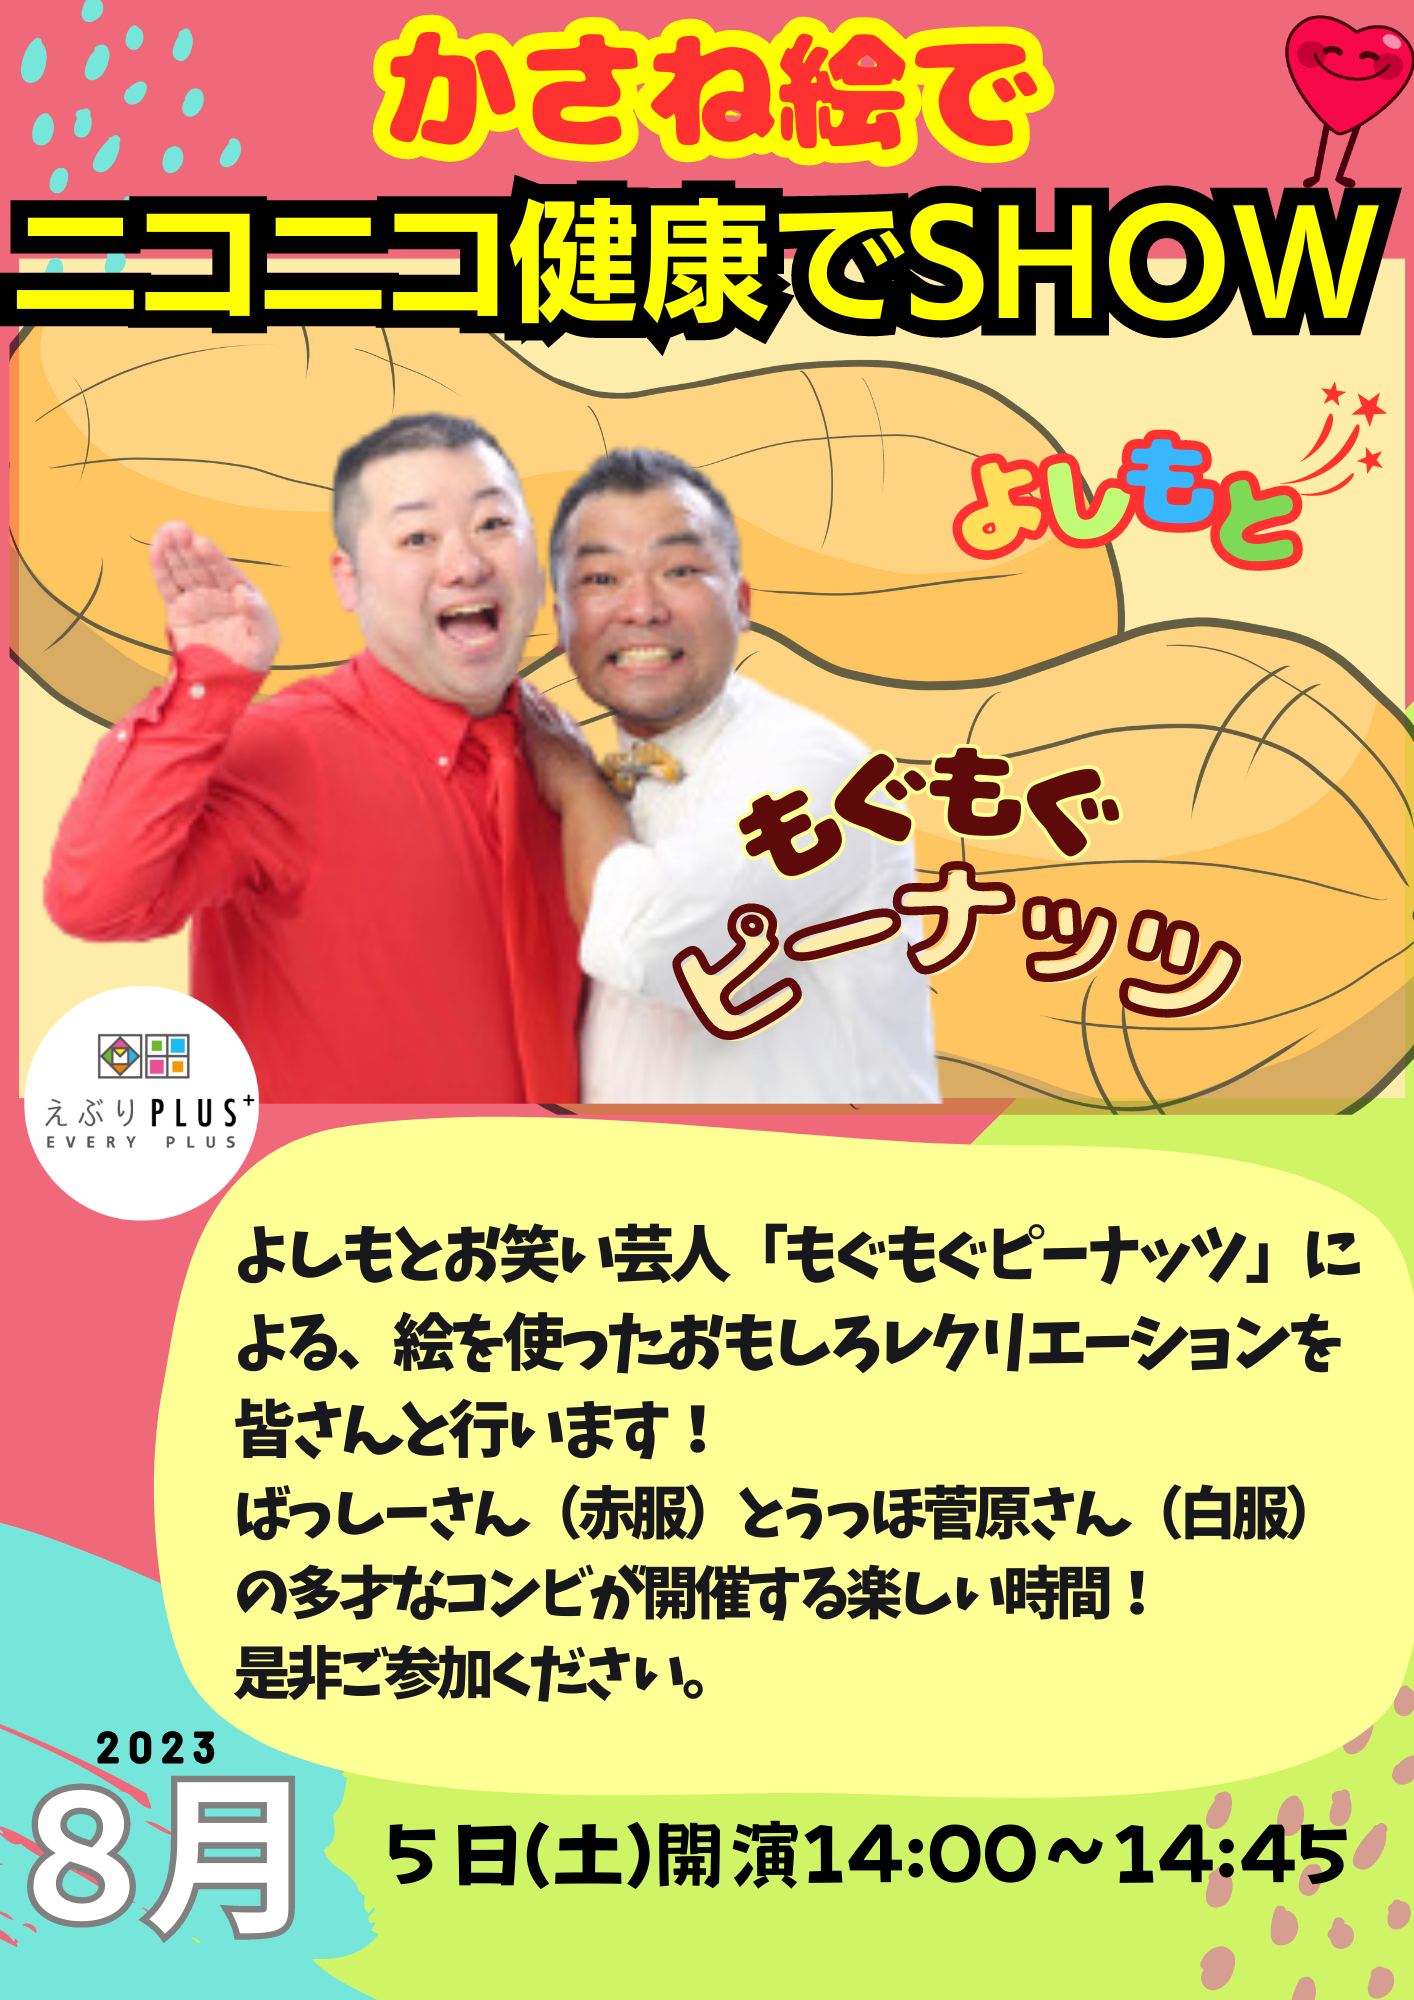 かさね絵で
ニコニコ健康でSHOW
よしもと
もぐもぐ
ピーナッツ
えぶりPLUS+
EVERY PLUS
よしもとお笑い芸人「もぐもぐピーナッツ」に
よる、絵を使ったおもしろレクリエーションを
皆さんと行います！
ばっしーさん（赤服）とうっほ菅原さん（白服）
の多才なコンビが開催する楽しい時間！
是非ご参加ください。
2023
8月
5日(土)開演14:00〜14:45